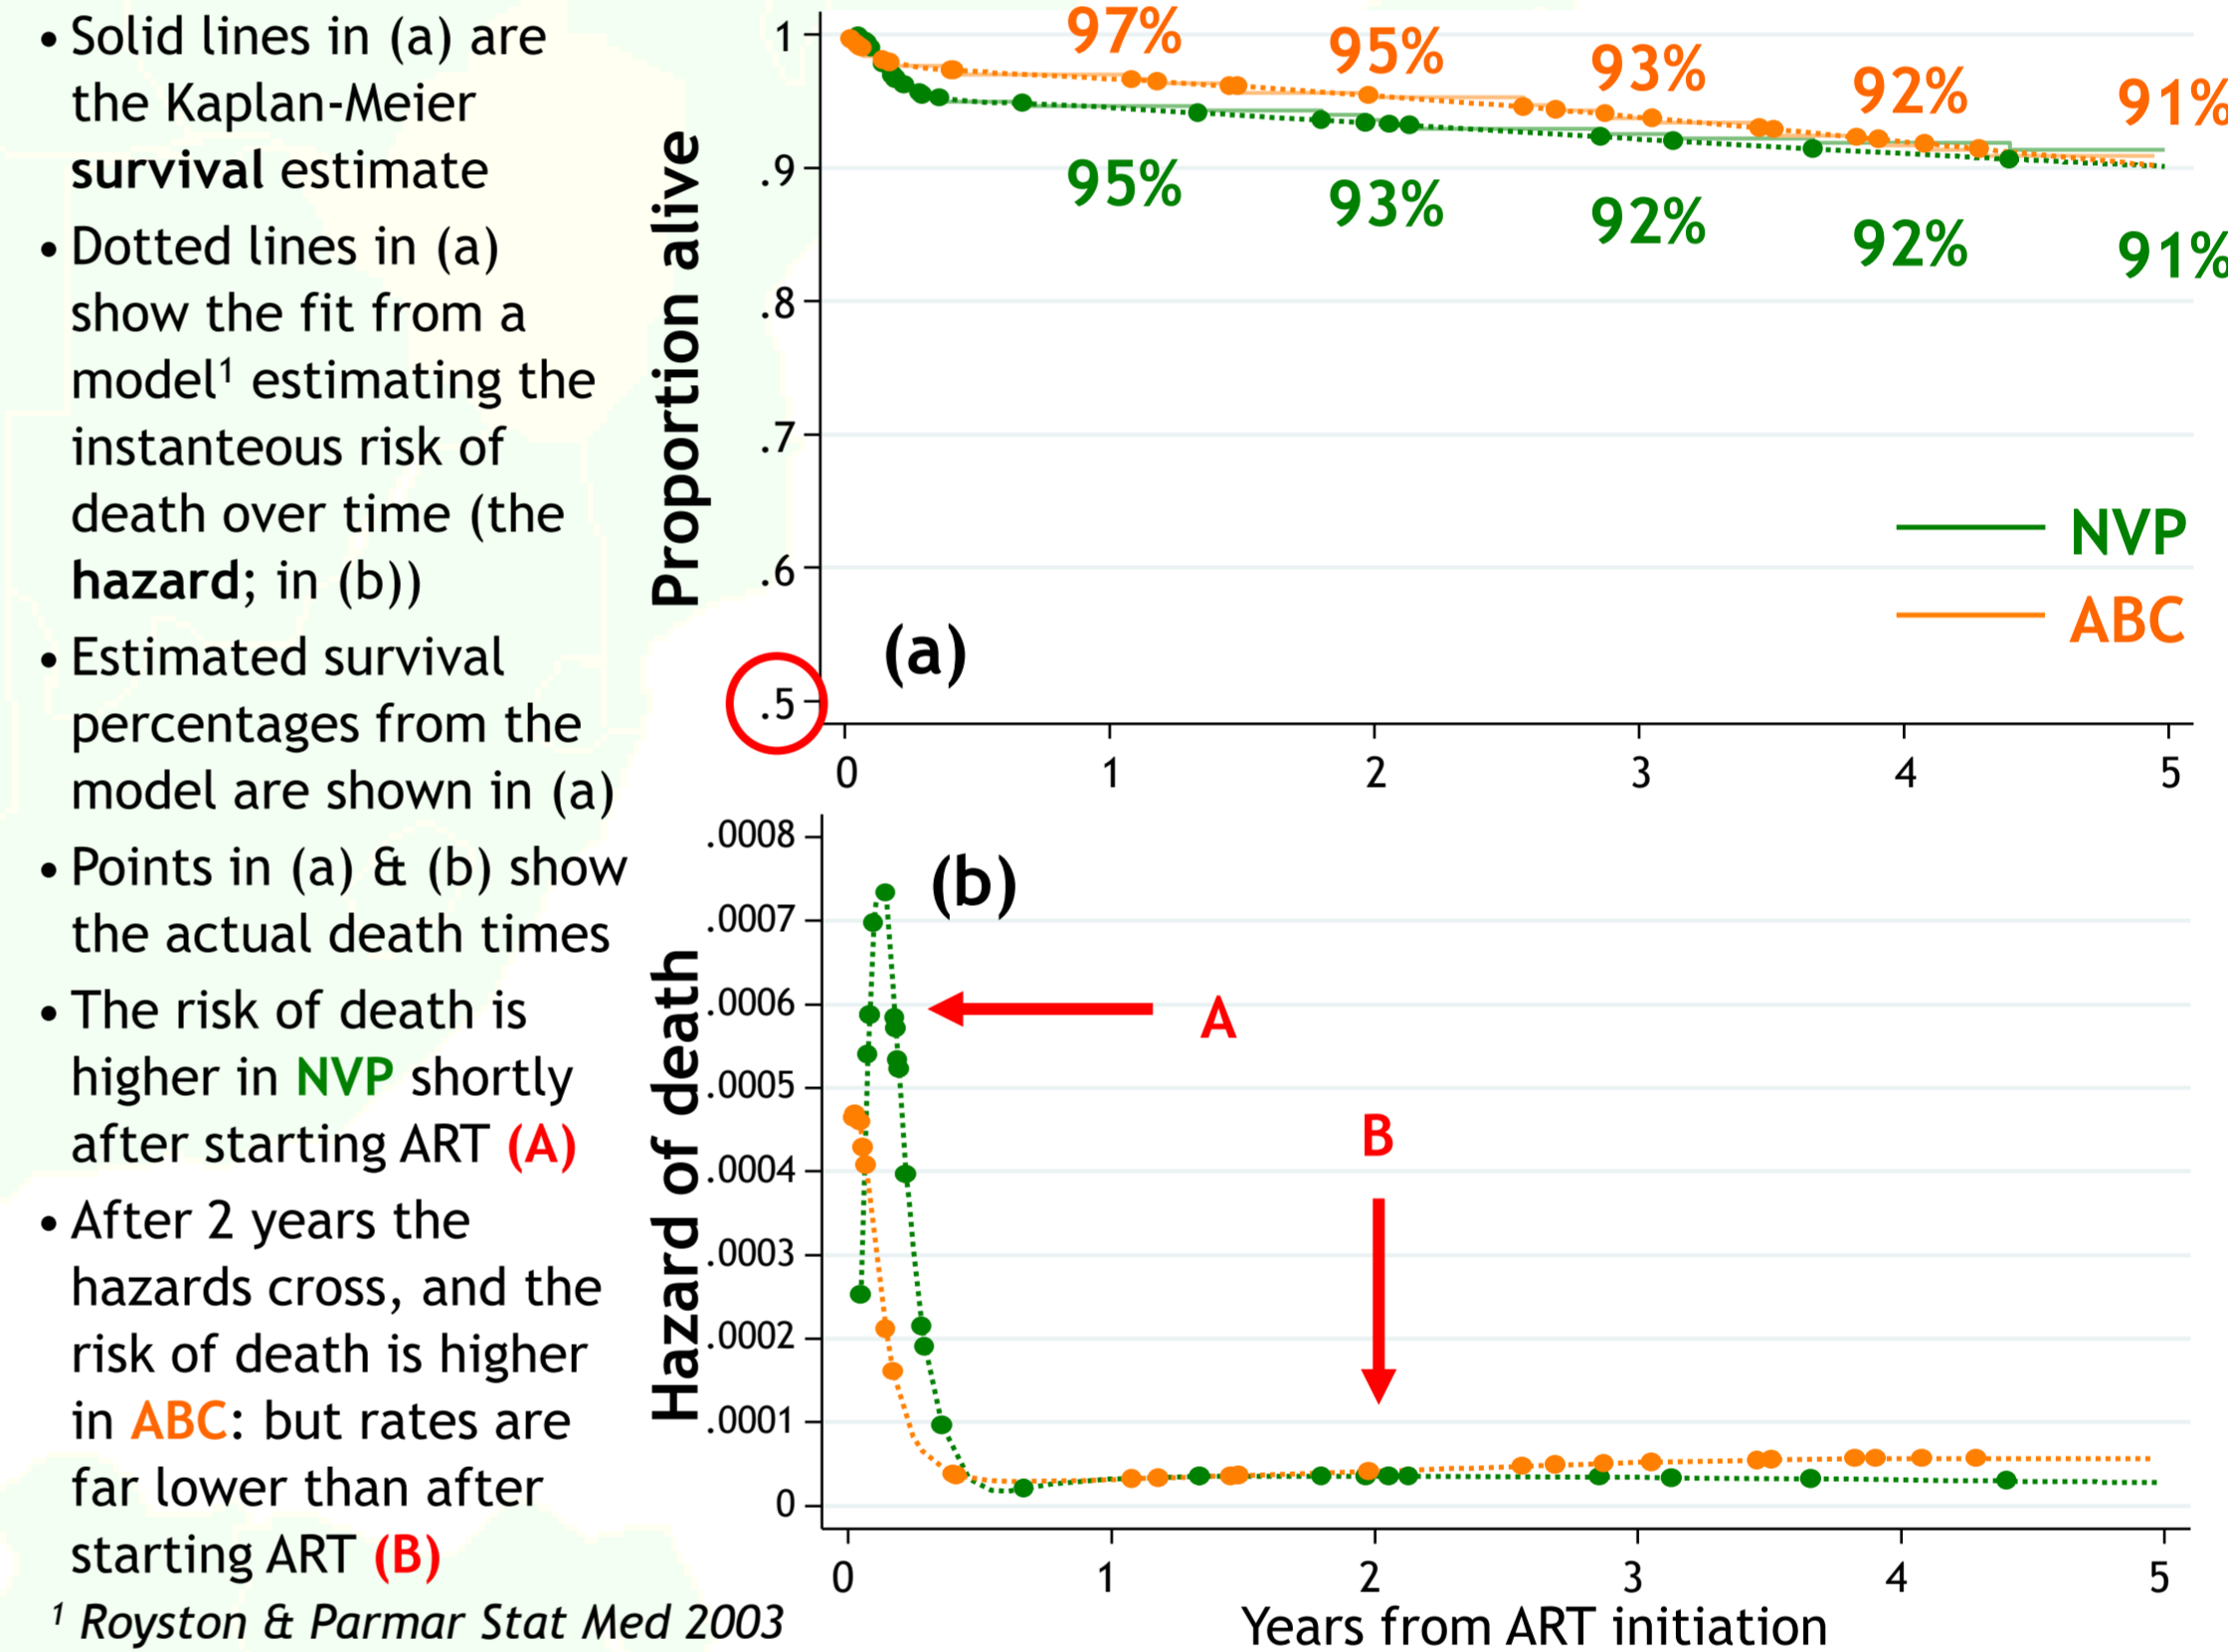 • Solid lines in (a) are
the Kaplan-Meier
survival estimate
• Dotted lines in (a)
show the fit from a
model¹ estimating the
instanteous risk of
death over time (the
hazard; in (b))
• Estimated survival
percentages from the
model are shown in (a)
• Points in (a) & (b) show
the actual death times
• The risk of death is
higher in NVP shortly
after starting ART (A)
• After 2 years the
hazards cross, and the
risk of death is higher
in ABC: but rates are
far lower than after
starting ART (B)
¹ Royston & Parmar Stat Med 2003
Proportion alive
1
.9
.8
.7
.6
.5
97% 95% 93% 92% 91%
95% 93% 92% 92% 91%
NVP
ABC
(a)
0 1 2 3 4 5
Hazard of death
.0008
.0007
.0006
.0005
.0004
.0003
.0002
.0001
0
(b)
A
B
0 1 2 3 4 5
Years from ART initiation